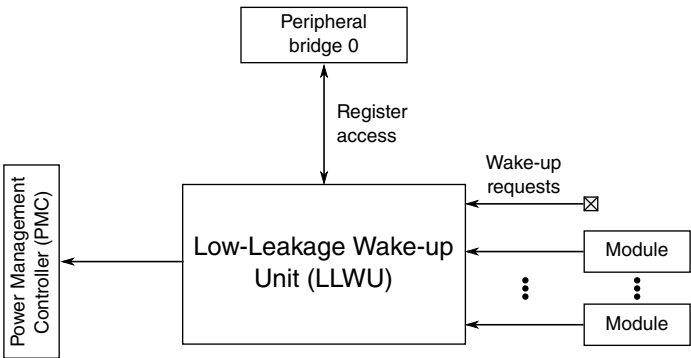 Peripheral
bridge 0
Register
access
Wake-up
requests
Power Management
Controller (PMC)
Low-Leakage Wake-up
Unit (LLWU)
Module
Module